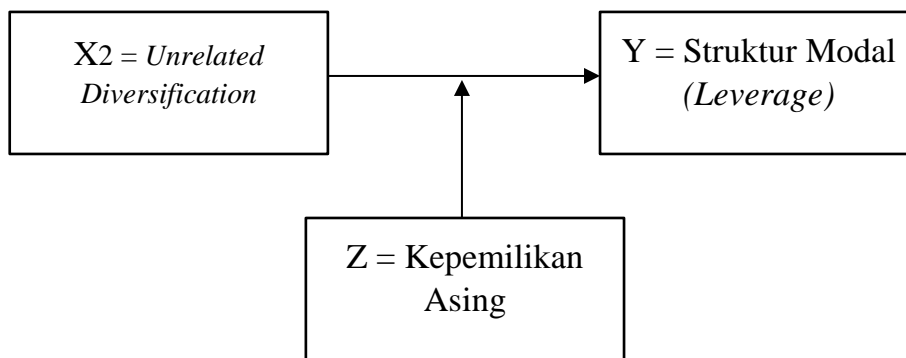 X2 = Unrelated
Diversification
Y = Struktur Modal
(Leverage)
Z = Kepemilikan
Asing